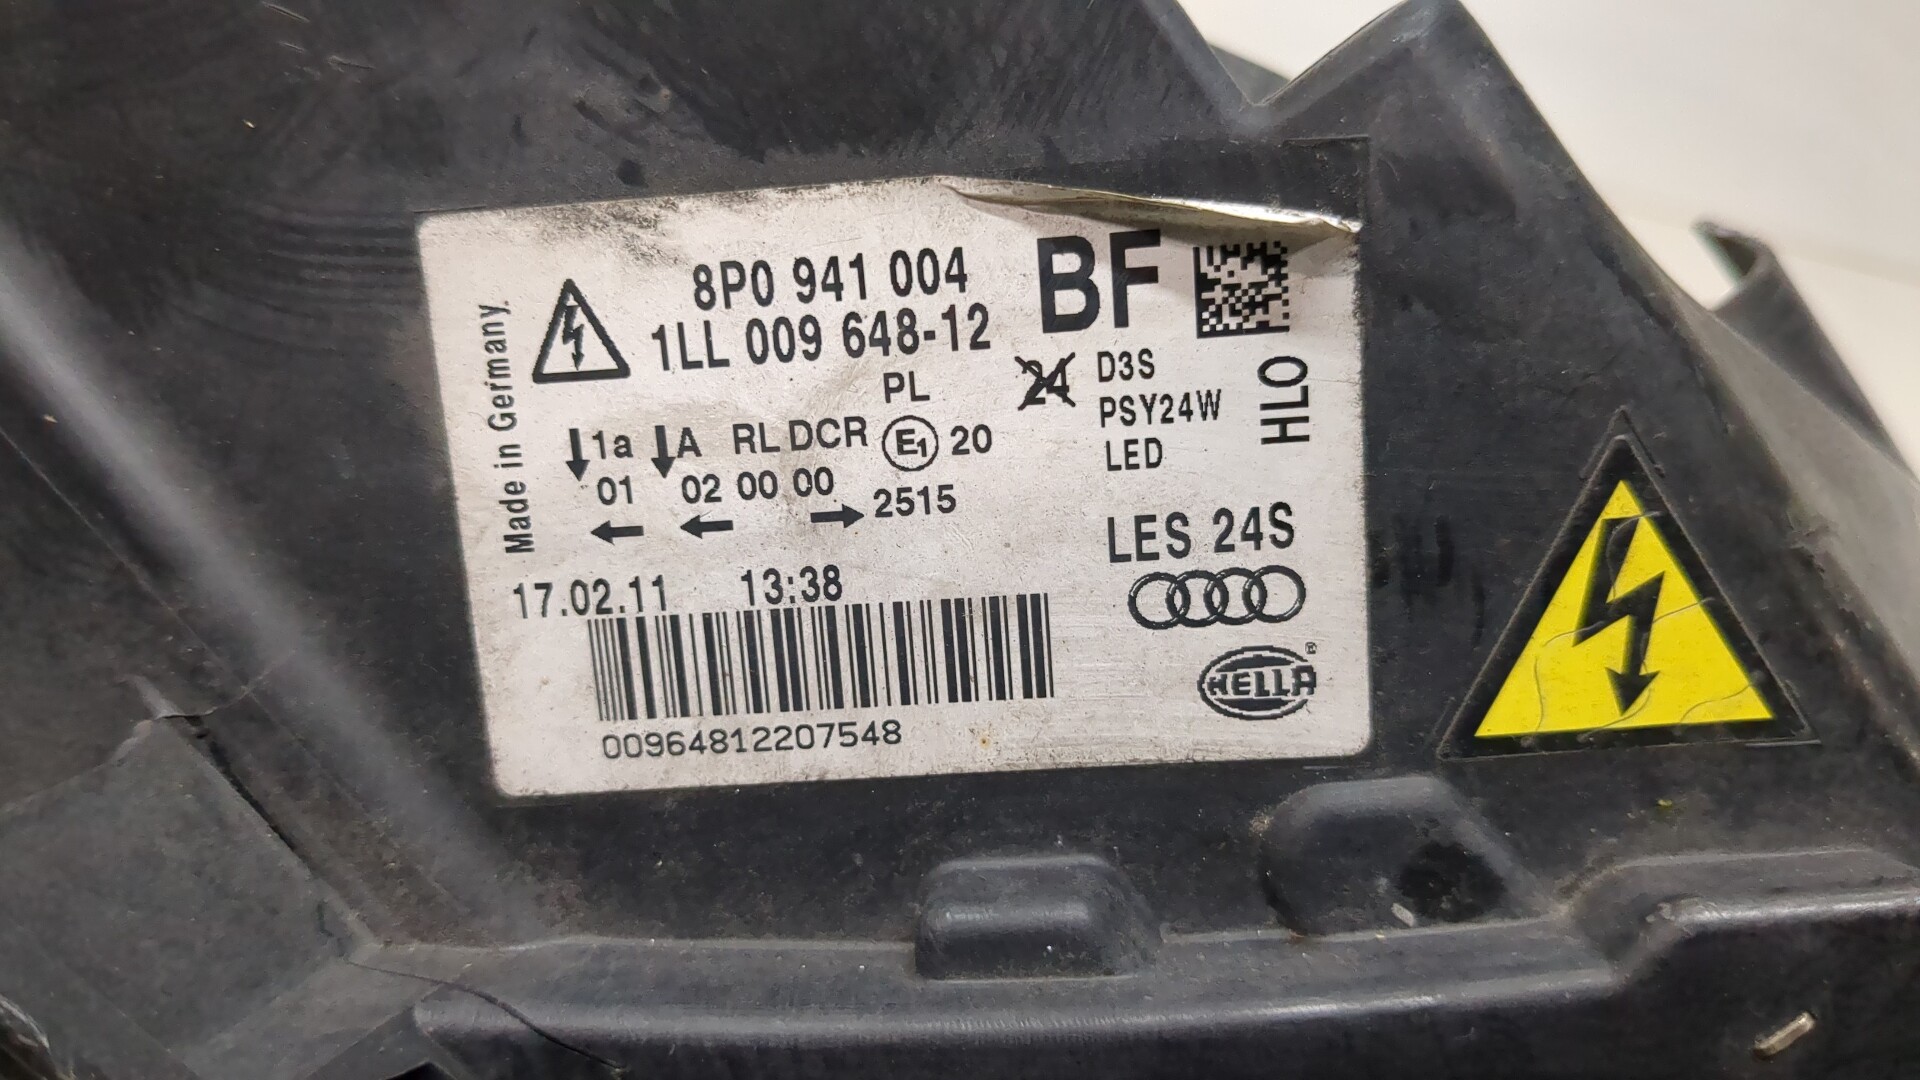 8P0 941 004 BF
1LL 009 648-12
Made in Germany.
PL
24 D3S
PSY24W
LED
HLO
1a A RL DCR E1 20
01 02 00 00 2515
LES 24S
17.02.11 13:38
00964812207548
HELLA®